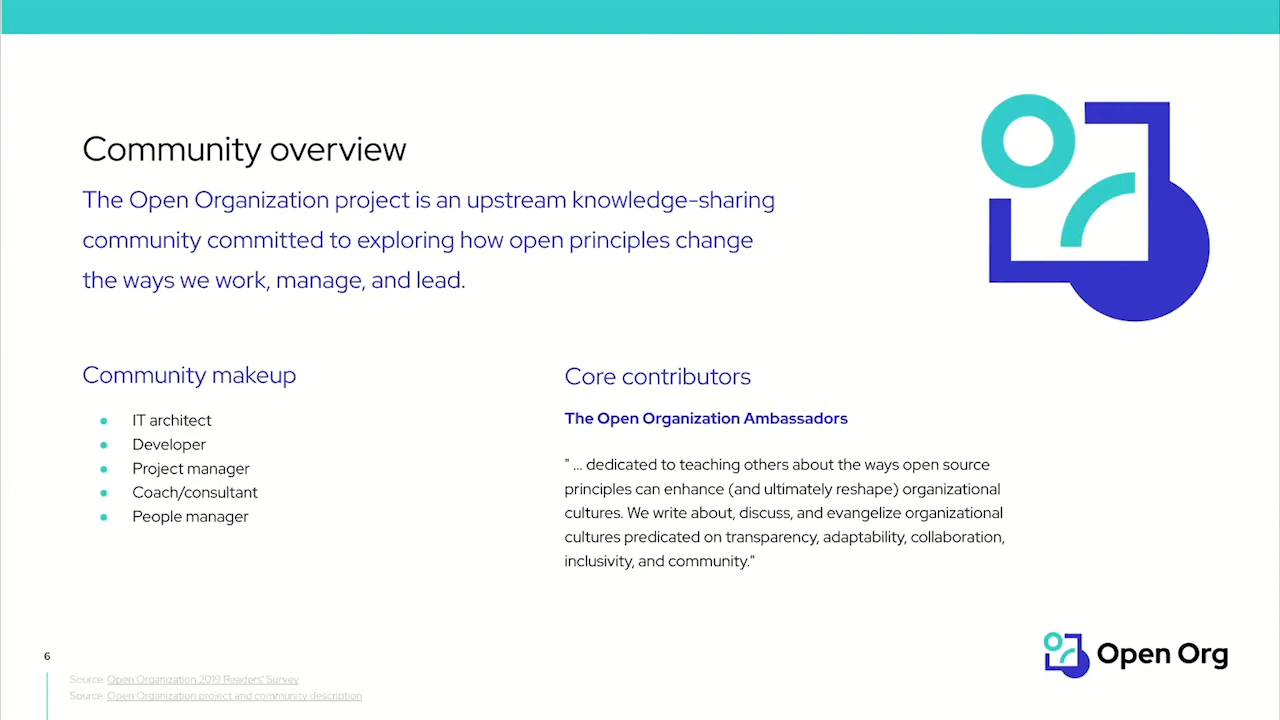 Community overview
The Open Organization project is an upstream knowledge-sharing
community committed to exploring how open principles change
the ways we work, manage, and lead.
Community makeup
IT architect
Developer
Project manager
Coach/consultant
People manager
Core contributors
The Open Organization Ambassadors
" ... dedicated to teaching others about the ways open source
principles can enhance (and ultimately reshape) organizational
cultures. We write about, discuss, and evangelize organizational
cultures predicated on transparency, adaptability, collaboration,
inclusivity, and community."
Open Org
6
Source: Open Organization 2019 Readers' Survey
Source: Open Organization project and community description